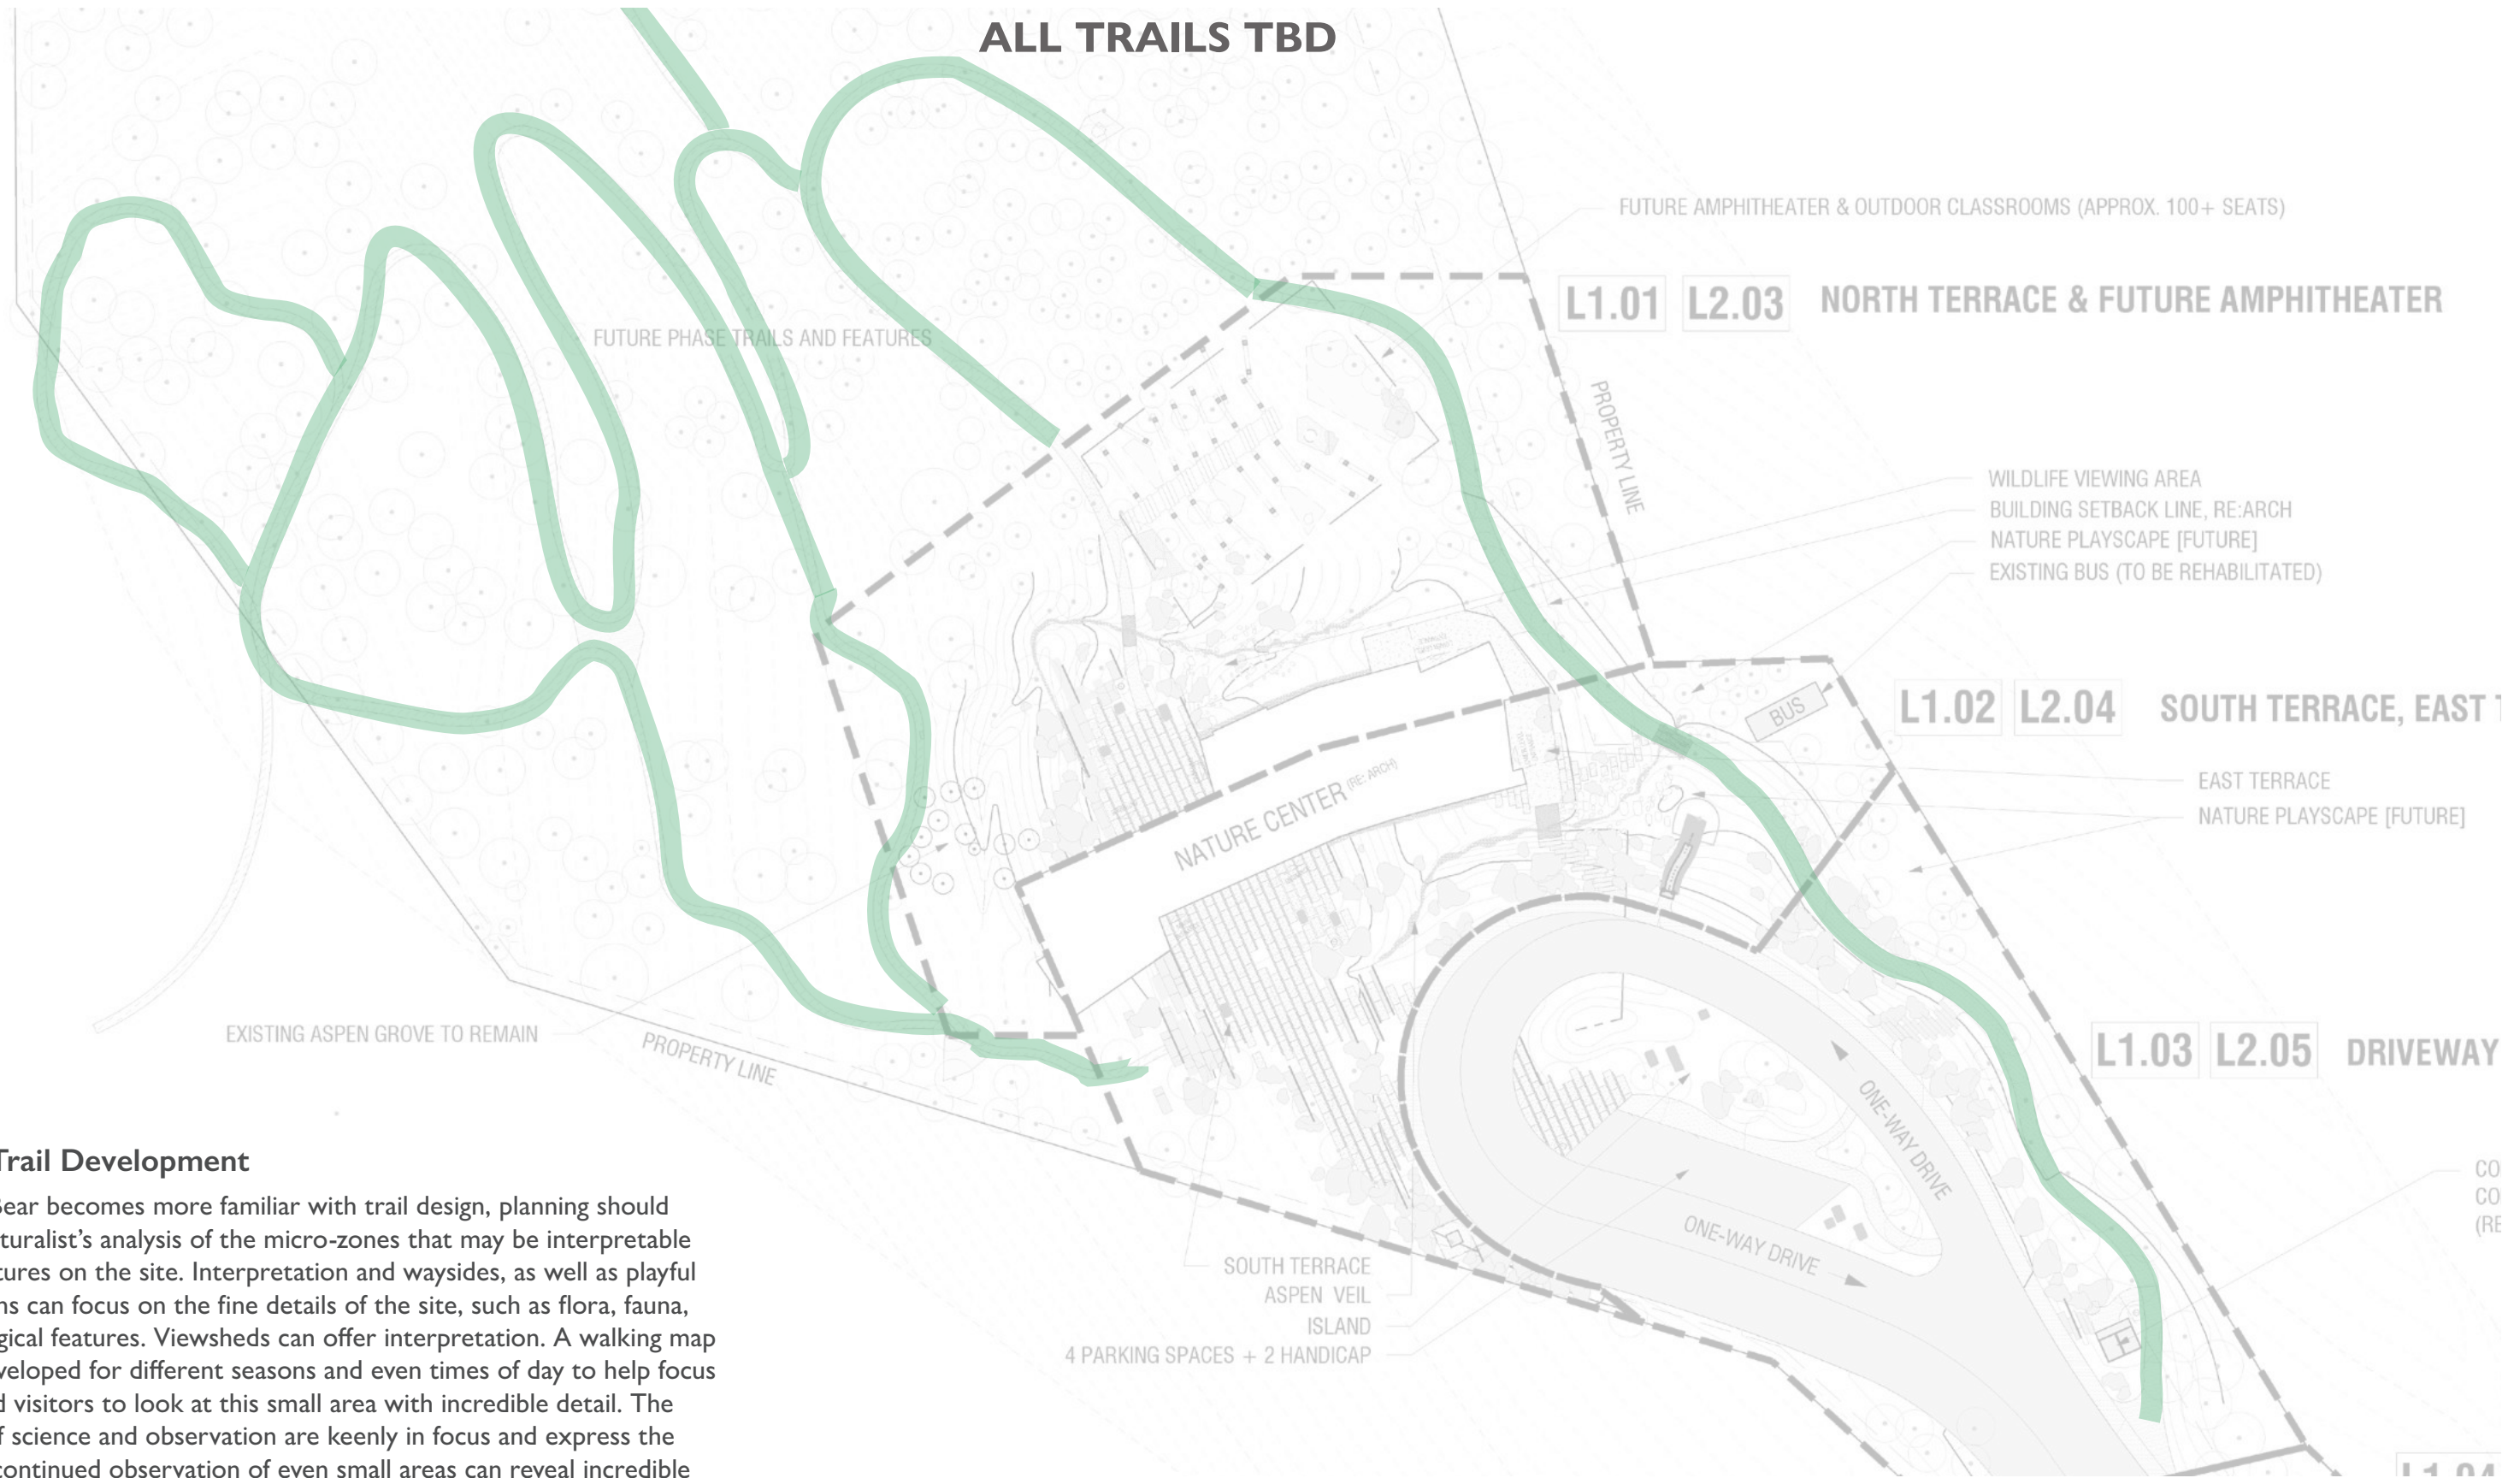 ALL TRAILS TBD
FUTURE AMPHITHEATER & OUTDOOR CLASSROOMS (APPROX. 100+ SEATS)
L1.01 L2.03 NORTH TERRACE & FUTURE AMPHITHEATER
FUTURE PHASE TRAILS AND FEATURES
PROPERTY LINE
WILDLIFE VIEWING AREA
BUILDING SETBACK LINE, RE:ARCH
NATURE PLAYSCAPE [FUTURE]
EXISTING BUS (TO BE REHABILITATED)
BUS
L1.02 L2.04 SOUTH TERRACE, EAST
EAST TERRACE
NATURE PLAYSCAPE [FUTURE]
NATURE CENTER (RE: ARCH)
EXISTING ASPEN GROVE TO REMAIN
PROPERTY LINE
L1.03 L2.05 DRIVEWAY
ONE-WAY DRIVE
ONE-WAY DRIVE
CO
CO
(RE
SOUTH TERRACE
ASPEN VEIL
ISLAND
4 PARKING SPACES + 2 HANDICAP
Trail Development
Bear becomes more familiar with trail design, planning should
turalist's analysis of the micro-zones that may be interpretable
tures on the site. Interpretation and waysides, as well as playful
ns can focus on the fine details of the site, such as flora, fauna,
gical features. Viewsheds can offer interpretation. A walking map
veloped for different seasons and even times of day to help focus
d visitors to look at this small area with incredible detail. The
f science and observation are keenly in focus and express the
continued observation of even small areas can reveal incredible